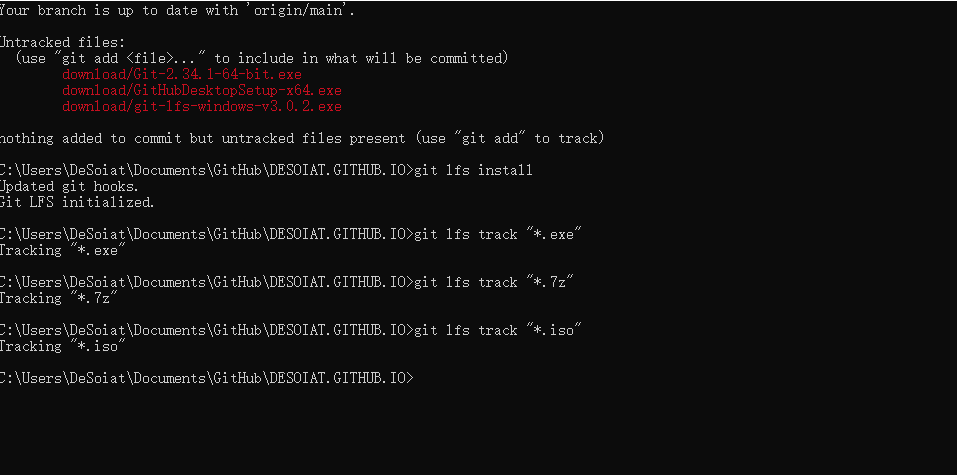 Your branch is up to date with 'origin/main'.
Untracked files:
(use "git add <file>..." to include in what will be committed)
download/Git-2.34.1-64-bit.exe
download/GitHubDesktopSetup-x64.exe
download/git-lfs-windows-v3.0.2.exe
nothing added to commit but untracked files present (use "git add" to track)
C:\Users\DeSoiat\Documents\GitHub\DESOIAT.GITHUB.IO>git lfs install
Updated git hooks.
Git LFS initialized.
C:\Users\DeSoiat\Documents\GitHub\DESOIAT.GITHUB.IO>git lfs track "*.exe"
Tracking "*.exe"
C:\Users\DeSoiat\Documents\GitHub\DESOIAT.GITHUB.IO>git lfs track "*.7z"
Tracking "*.7z"
C:\Users\DeSoiat\Documents\GitHub\DESOIAT.GITHUB.IO>git lfs track "*.iso"
Tracking "*.iso"
C:\Users\DeSoiat\Documents\GitHub\DESOIAT.GITHUB.IO>